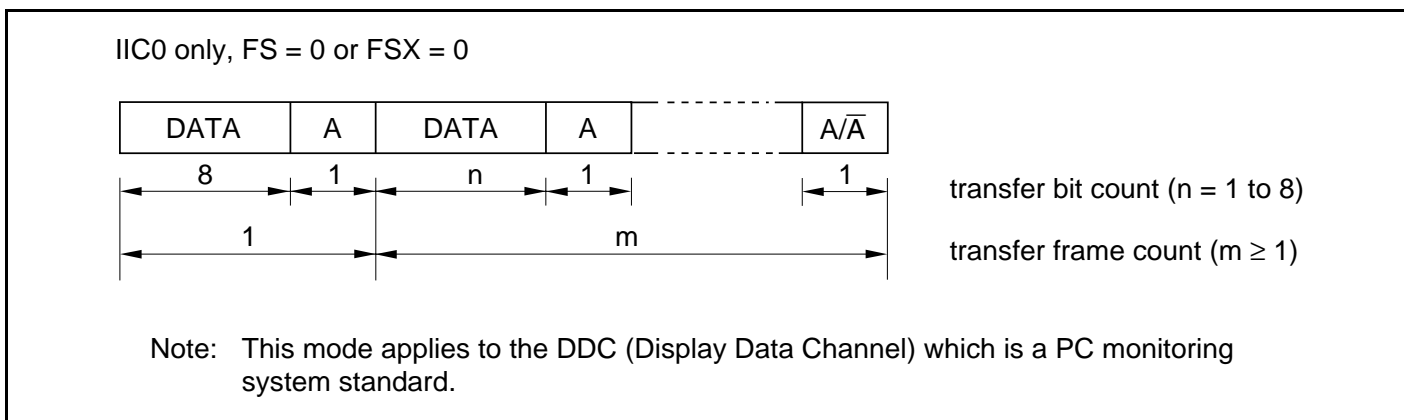 IIC0 only, FS = 0 or FSX = 0
DATA A DATA A A/A̅
8 1 n 1 1
transfer bit count (n = 1 to 8)
1 m
transfer frame count (m ≥ 1)
Note: This mode applies to the DDC (Display Data Channel) which is a PC monitoring
system standard.